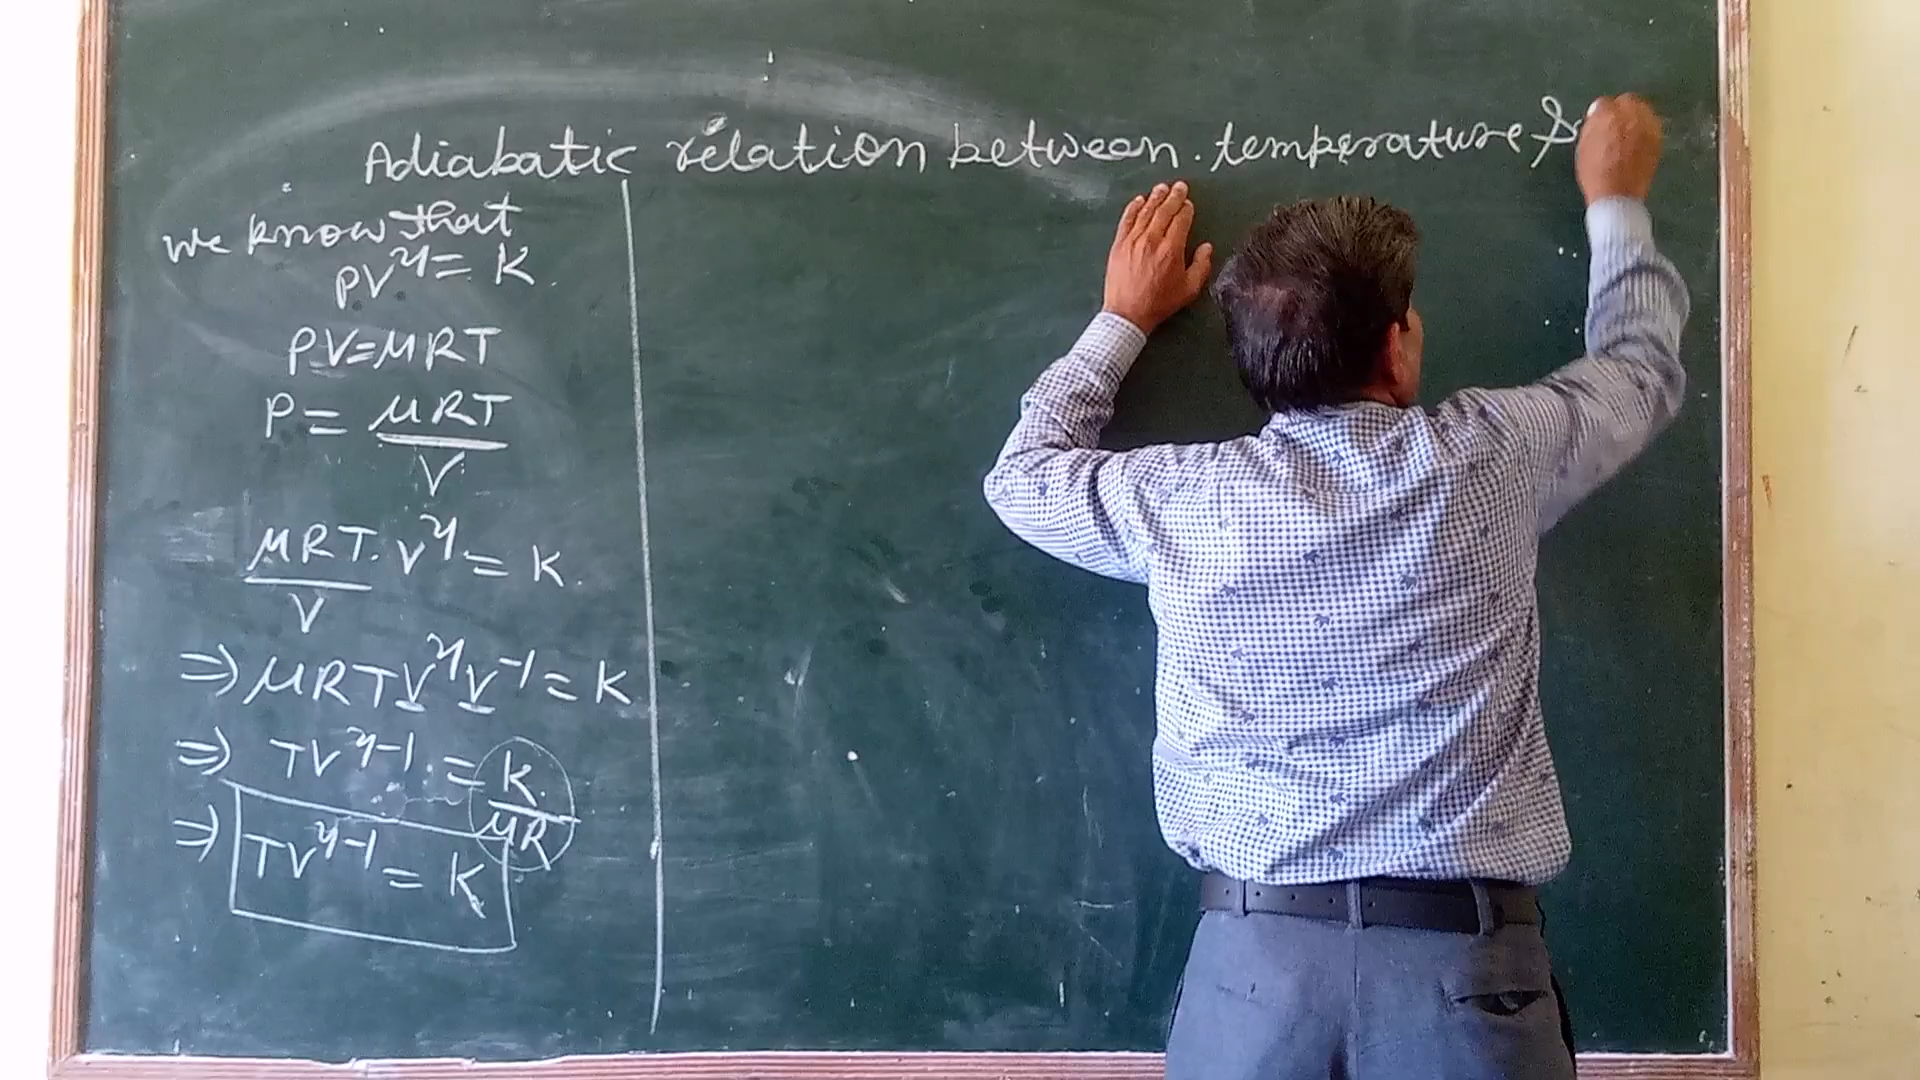 Adiabatic relation between temperature &
we know that
PV^γ = K
PV = μRT
P = μRT/V
μRT/V . V^γ = K.
⇒ μRTV^γV^-1 = K
⇒ TV^γ-1 = K/μR
⇒ TV^γ-1 = K